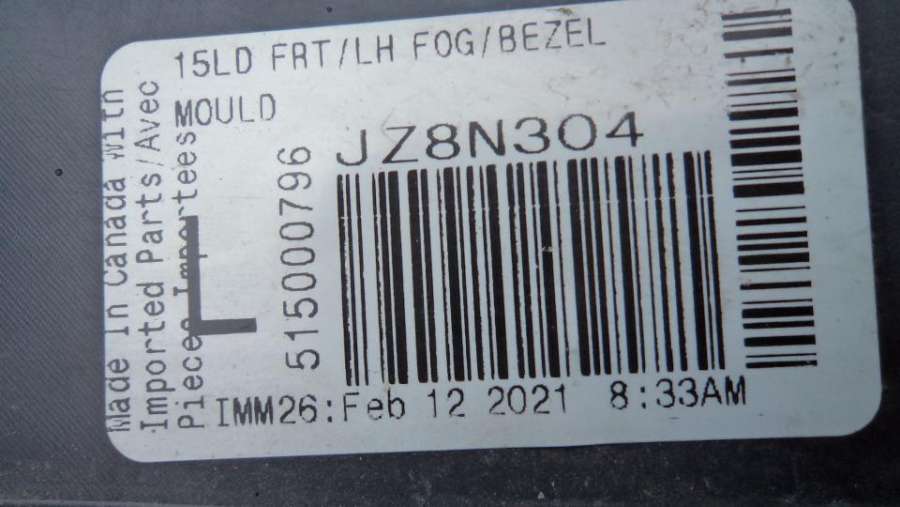 15LD FRT/LH FOG/BEZEL
MOULD
JZ8N304
515000796
L
Made In Canada With
Imported Parts/Avec
Pieces Importees
IMM26:Feb 12 2021 8:33AM